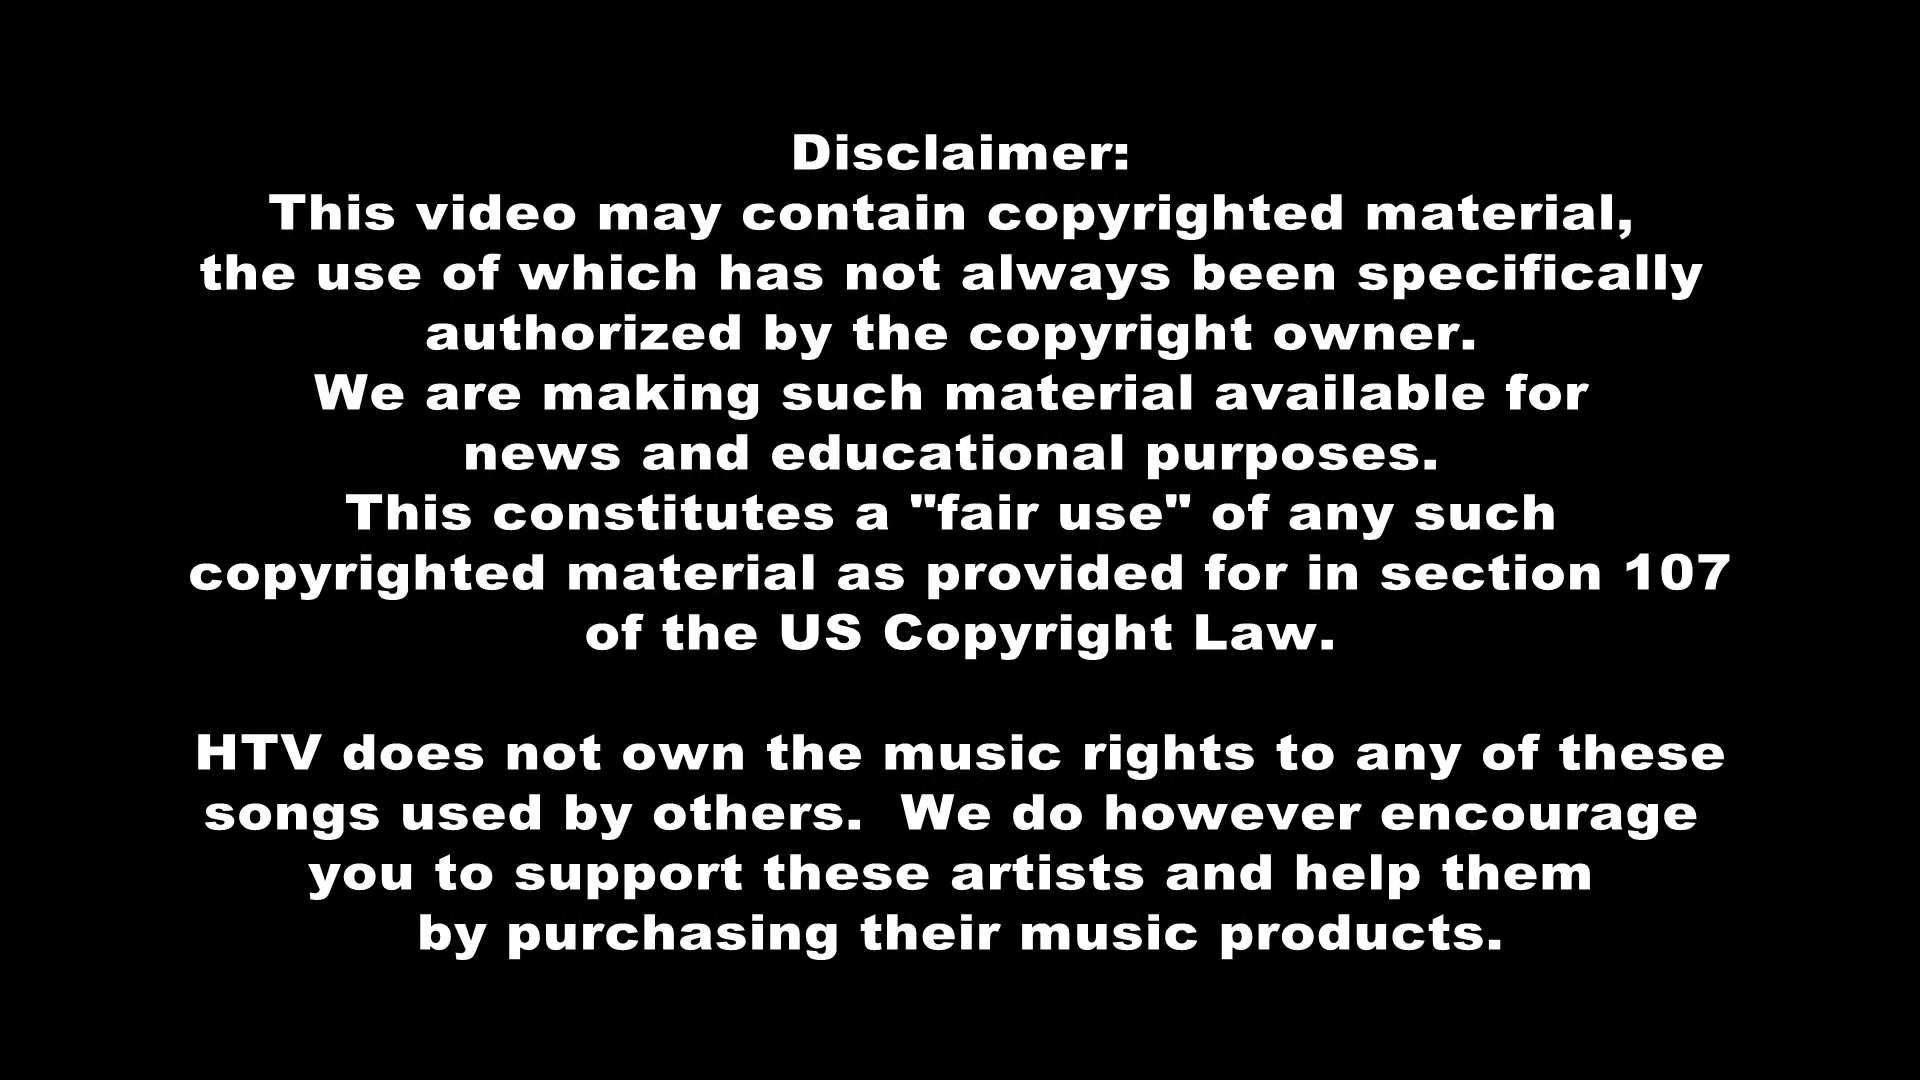 Disclaimer:
This video may contain copyrighted material,
the use of which has not always been specifically
authorized by the copyright owner.
We are making such material available for
news and educational purposes.
This constitutes a "fair use" of any such
copyrighted material as provided for in section 107
of the US Copyright Law.
HTV does not own the music rights to any of these
songs used by others.  We do however encourage
you to support these artists and help them
by purchasing their music products.